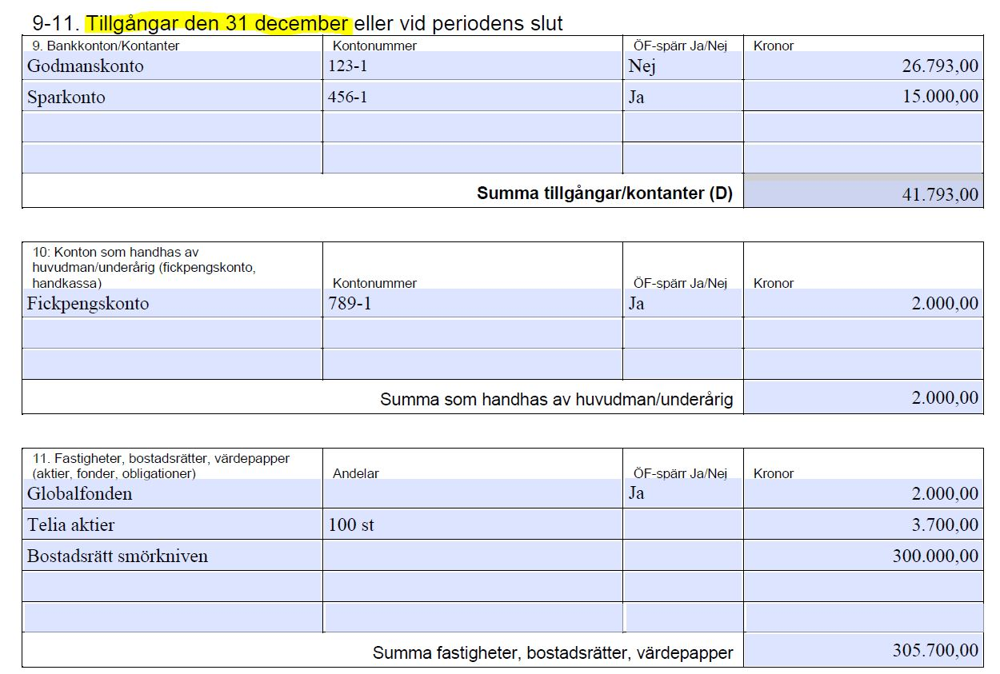 9-11. Tillgångar den 31 december eller vid periodens slut
9. Bankkonton/Kontanter Kontonummer ÖF-spärr Ja/Nej Kronor
Godmanskonto 123-1 Nej 26.793,00
Sparkonto 456-1 Ja 15.000,00
Summa tillgångar/kontanter (D) 41.793,00
10: Konton som handhas av
huvudman/underårig (fickpengskonto,
handkassa) Kontonummer ÖF-spärr Ja/Nej Kronor
Fickpengskonto 789-1 Ja 2.000,00
Summa som handhas av huvudman/underårig 2.000,00
11. Fastigheter, bostadsrätter, värdepapper
(aktier, fonder, obligationer) Andelar ÖF-spärr Ja/Nej Kronor
Globalfonden Ja 2.000,00
Telia aktier 100 st 3.700,00
Bostadsrätt smörkniven 300.000,00
Summa fastigheter, bostadsrätter, värdepapper 305.700,00